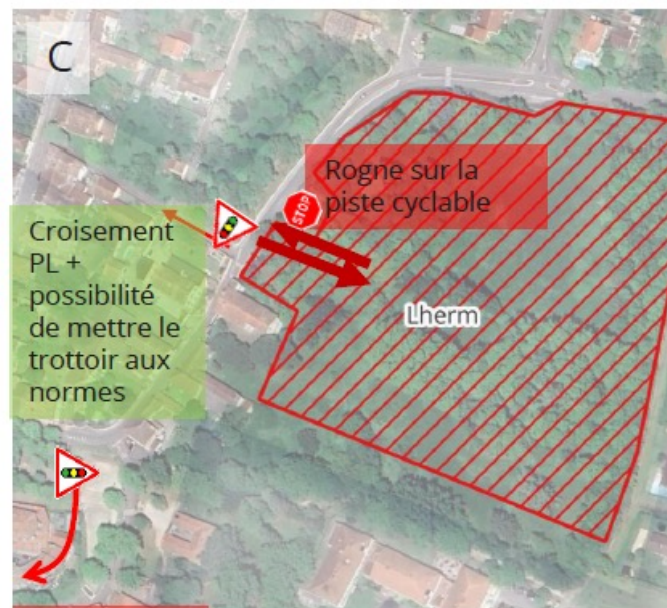 C
Rogne sur la
piste cyclable
STOP
Croisement
PL +
possibilité
de mettre le
trottoir aux
normes
Lherm